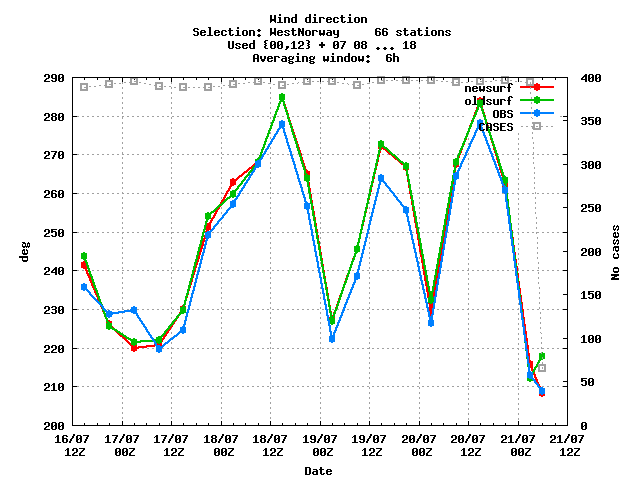 Wind direction
Selection: WestNorway     66 stations
Used {00,12} + 07 08 ... 18
Averaging window:  6h
290
280
270
260
250
240
230
220
210
200
deg
400
350
300
250
200
150
100
50
0
No cases
newsurf
oldsurf
OBS
CASES
16/07 17/07 17/07 18/07 18/07 19/07 19/07 20/07 20/07 21/07 21/07
12Z 00Z 12Z 00Z 12Z 00Z 12Z 00Z 12Z 00Z 12Z
Date